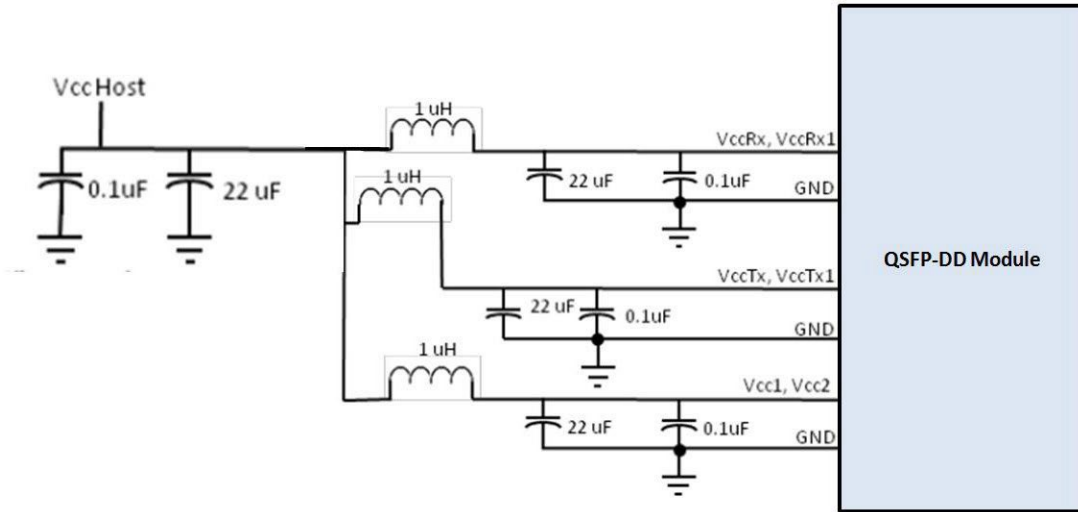 VccHost
0.1uF
22 uF
1 uH
VccRx, VccRx1
22 uF
0.1uF
GND
1 uH
VccTx, VccTx1
22 uF
0.1uF
GND
1 uH
Vcc1, Vcc2
22 uF
0.1uF
GND
QSFP-DD Module